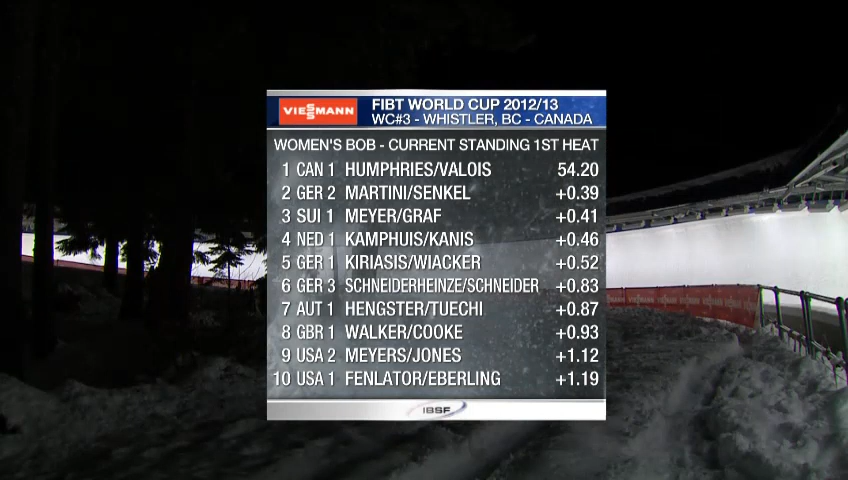 VIESSMANN
FIBT WORLD CUP 2012/13
WC#3 - WHISTLER, BC - CANADA
WOMEN'S BOB - CURRENT STANDING 1ST HEAT
1 CAN 1 HUMPHRIES/VALOIS 54.20
2 GER 2 MARTINI/SENKEL +0.39
3 SUI 1 MEYER/GRAF +0.41
4 NED 1 KAMPHUIS/KANIS +0.46
5 GER 1 KIRIASIS/WIACKER +0.52
6 GER 3 SCHNEIDERHEINZE/SCHNEIDER +0.83
7 AUT 1 HENGSTER/TUECHI +0.87
8 GBR 1 WALKER/COOKE +0.93
9 USA 2 MEYERS/JONES +1.12
10 USA 1 FENLATOR/EBERLING +1.19
IBSF
VIESSMANN